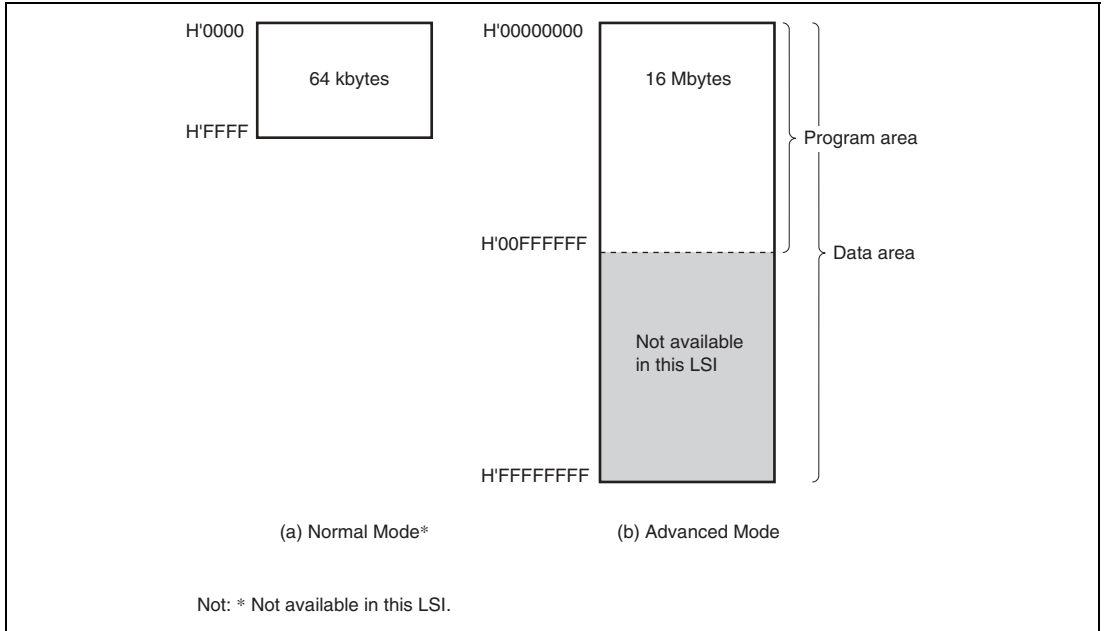 H'0000
64 kbytes
H'FFFF
H'00000000
16 Mbytes
Program area
H'00FFFFFF
Data area
Not available
in this LSI
H'FFFFFFFF
(a) Normal Mode*
(b) Advanced Mode
Not: * Not available in this LSI.